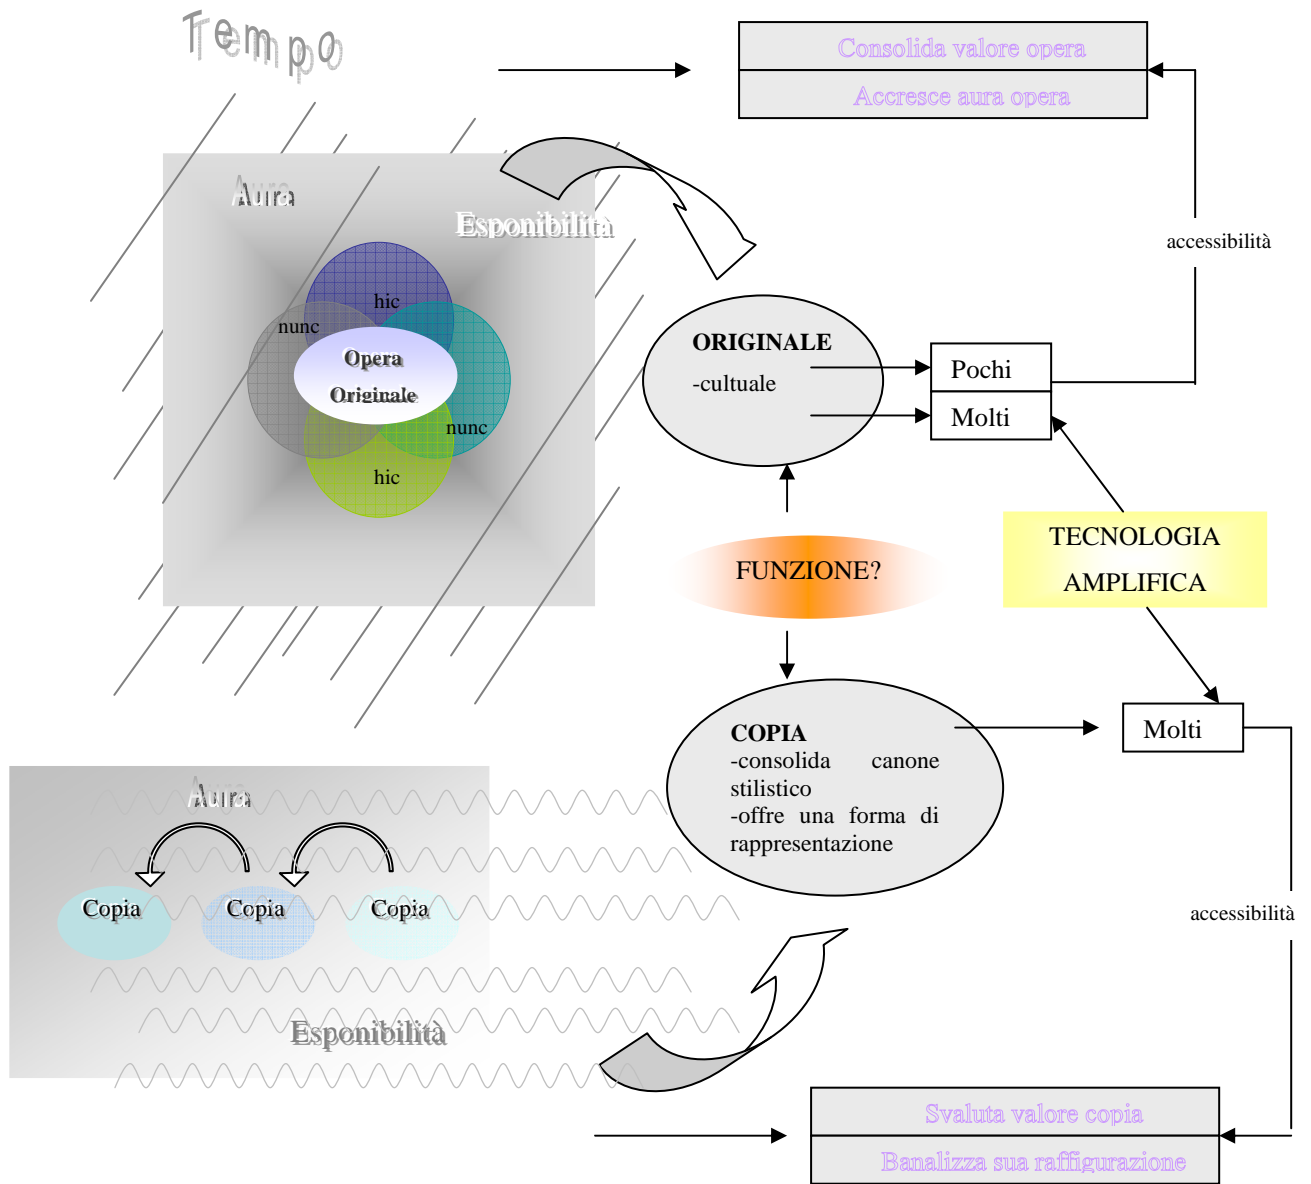 Tempo
Consolida valore opera
Accresce aura opera
Aura
Esponibilità
accessibilità
hic
nunc
Opera
Originale
nunc
hic
ORIGINALE
-cultuale
Pochi
Molti
FUNZIONE?
TECNOLOGIA
AMPLIFICA
COPIA
-consolida canone
stilistico
-offre una forma di
rappresentazione
Molti
Aura
Copia
Copia
Copia
Esponibilità
accessibilità
Svaluta valore copia
Banalizza sua raffigurazione